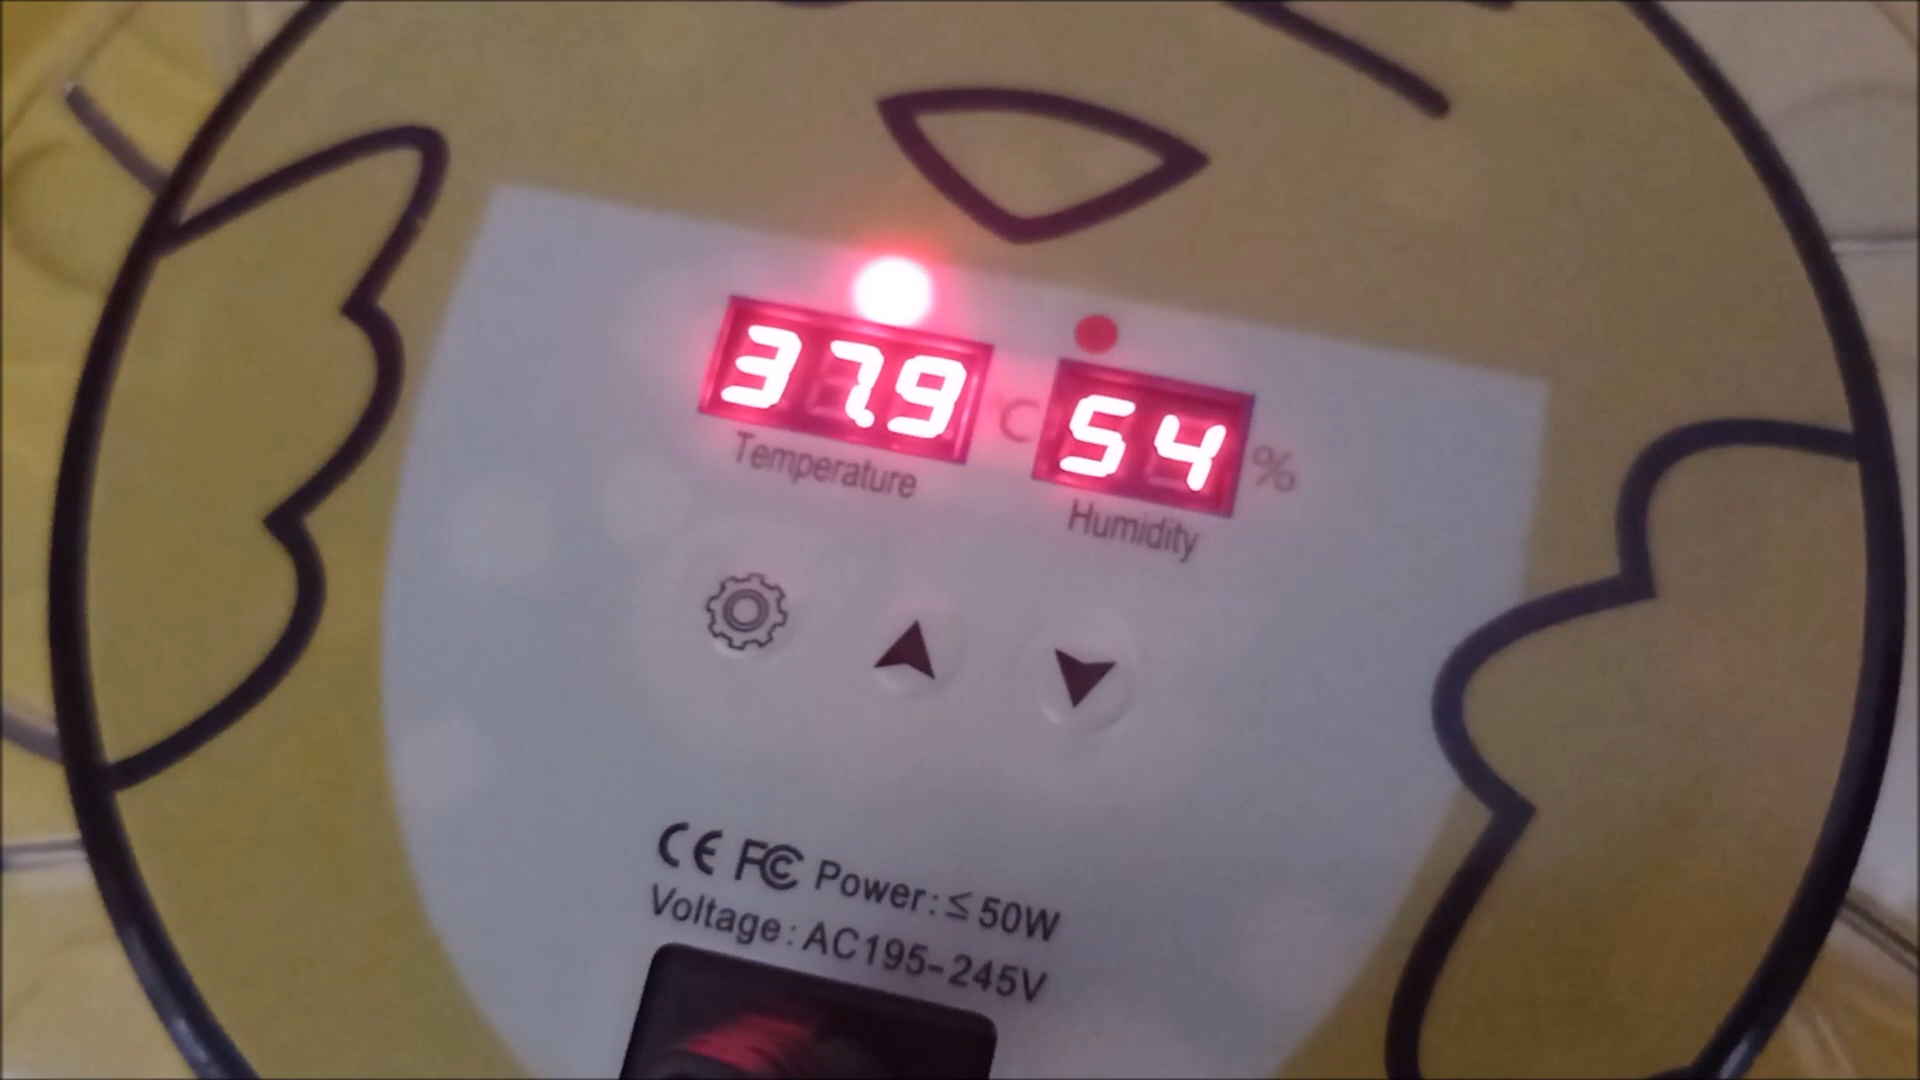 37.9 °C 54 %
Temperature Humidity
CE FC Power: ≤ 50W
Voltage: AC195-245V